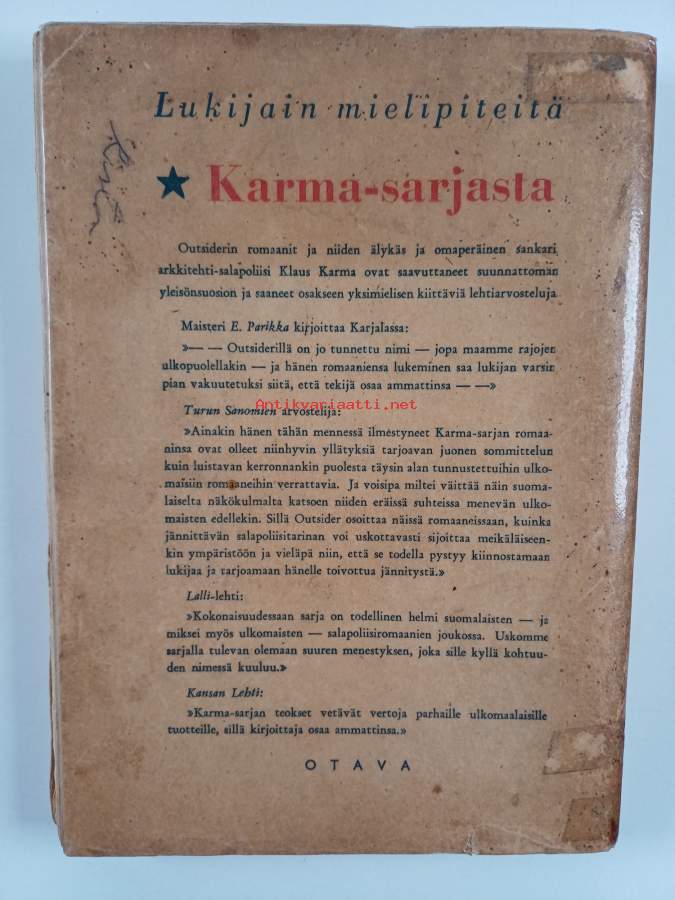 Lukijain mielipiteitä
★ Karma-sarjasta
Outsiderin romaanit ja niiden älykäs ja omaperäinen sankari
arkkitehti-salapoliisi Klaus Karma ovat saavuttaneet suunnattoman
yleisönsuosion ja saaneet osakseen yksimielisen kiittäviä lehtiarvosteluja
Maisteri E. Parikka kirjoittaa Karjalassa:
»— — Outsiderillä on jo tunnettu nimi — jopa maamme rajojen
ulkopuolellakin — ja hänen romaaniensa lukeminen saa lukijan varsin
pian vakuutetuksi siitä, että tekijä osaa ammattinsa — —»
Antikvariaatti.net
Turun Sanomien arvostelija:
»Ainakin hänen tähän mennessä ilmestyneet Karma-sarjan romaa-
ninsa ovat olleet niinhyvin yllätyksiä tarjoavan juonen sommittelun
kuin luistavan kerronnankin puolesta täysin alan tunnustettuihin ulko-
maisiin romaaneihin verrattavia. Ja voisipa miltei väittää näin suoma-
laiselta näkökulmalta katsoen niiden eräissä suhteissa menevän ulko-
maisten edellekin. Sillä Outsider osoittaa näissä romaaneissaan, kuinka
jännittävän salapoliisitarinan voi uskottavasti sijoittaa meikäläiseen-
kin ympäristöön ja vieläpä niin, että se todella pystyy kiinnostamaan
lukijaa ja tarjoamaan hänelle toivottua jännitystä.»
Lalli-lehti:
»Kokonaisuudessaan sarja on todellinen helmi suomalaisten — ja
miksei myös ulkomaisten — salapoliisiromaanien joukossa. Uskomme
sarjalla tulevan olemaan suuren menestyksen, joka sille kyllä kohtuu-
den nimessä kuuluu.»
Kansan Lehti:
»Karma-sarjan teokset vetävät vertoja parhaille ulkomaalaisille
tuotteille, sillä kirjoittaja osaa ammattinsa.»
OTAVA